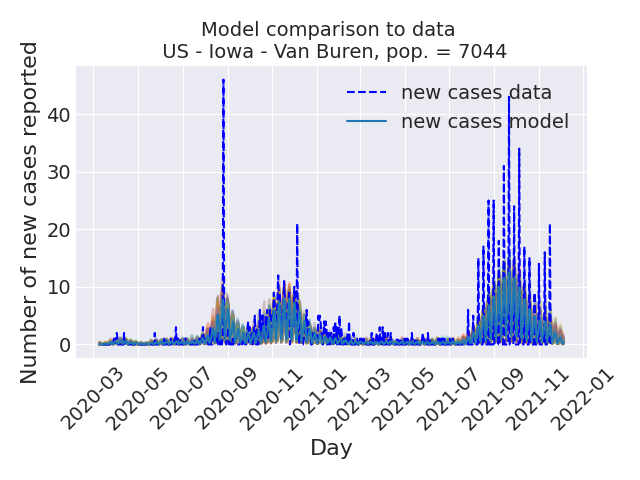 Model comparison to data
US - Iowa - Van Buren, pop. = 7044
Number of new cases reported
40
30
20
10
0
new cases data
new cases model
2020-03
2020-05
2020-07
2020-09
2020-11
2021-01
2021-03
2021-05
2021-07
2021-09
2021-11
2022-01
Day